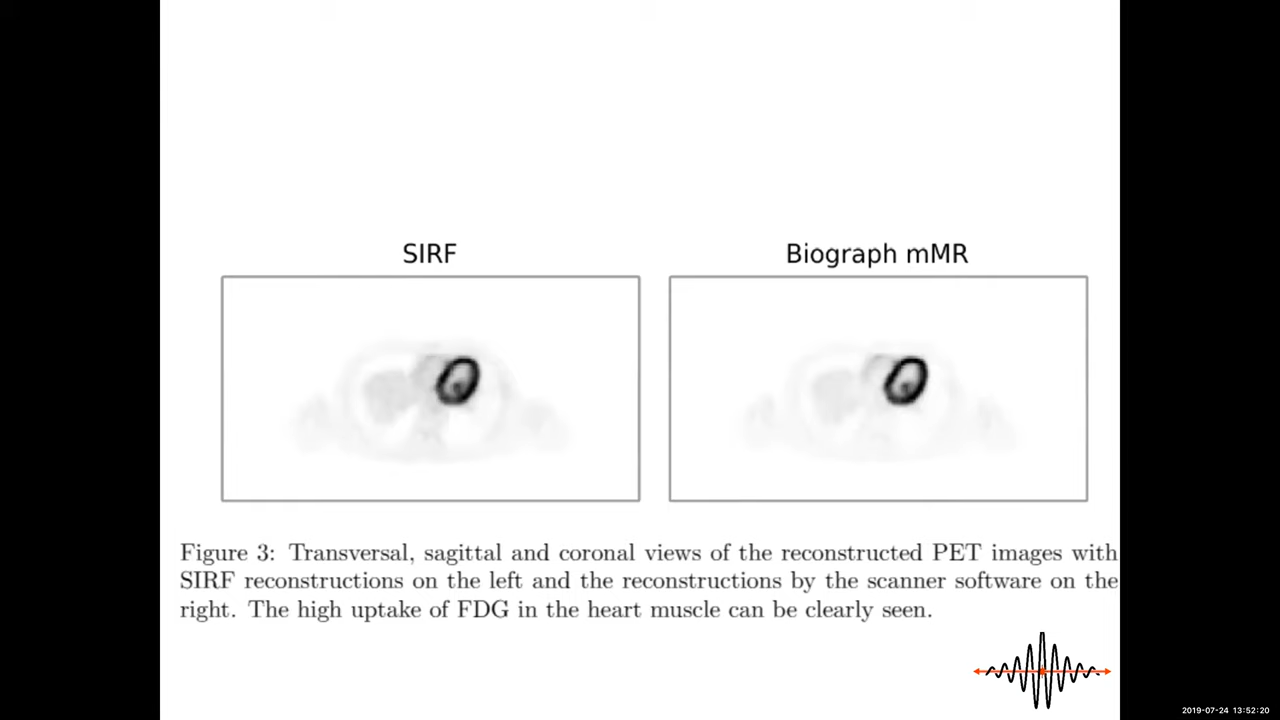 SIRF
Biograph mMR
Figure 3: Transversal, sagittal and coronal views of the reconstructed PET images with
SIRF reconstructions on the left and the reconstructions by the scanner software on the
right. The high uptake of FDG in the heart muscle can be clearly seen.
2019-07-24 13:52:20